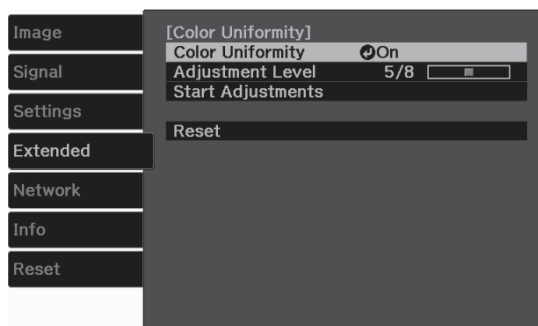 Image
Signal
Settings
Extended
Network
Info
Reset
[Color Uniformity]
Color Uniformity On
Adjustment Level 5/8
Start Adjustments
Reset